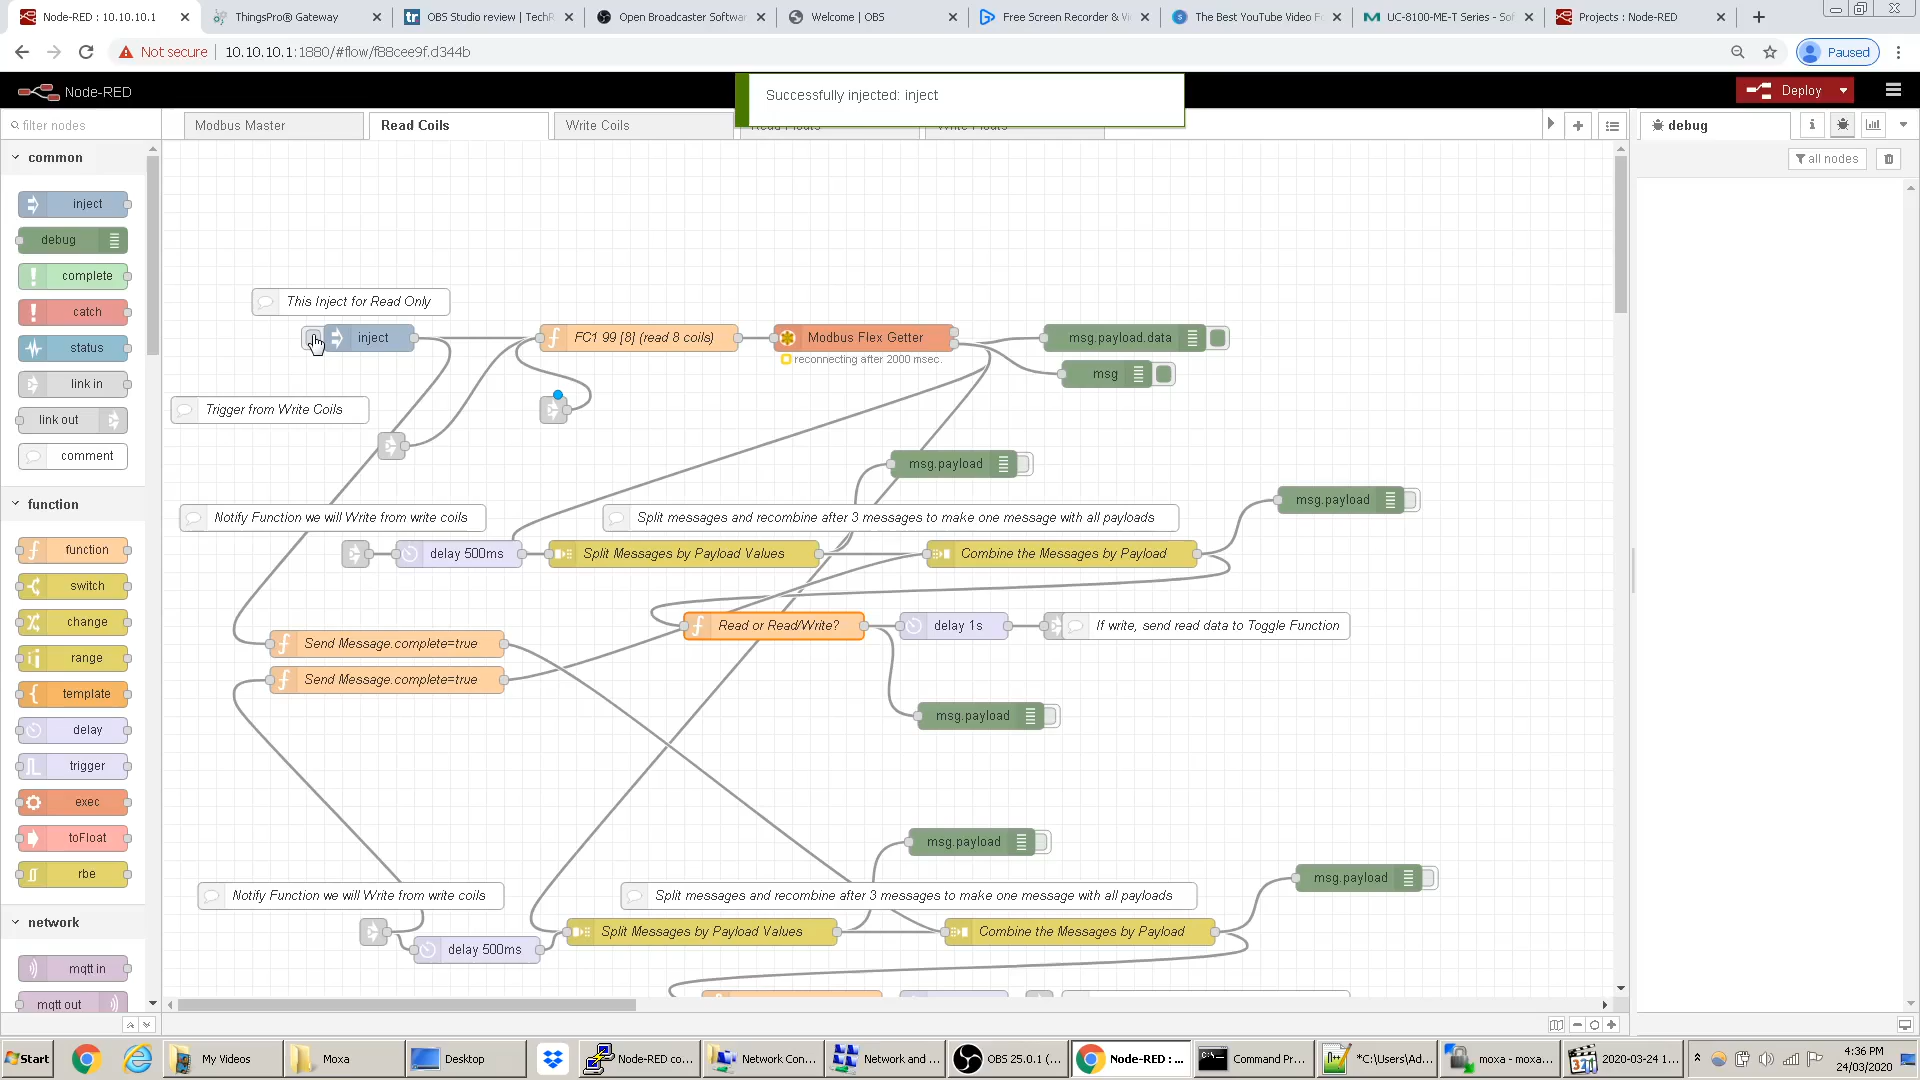 Node-RED : 10.10.10.1
ThingsPro® Gateway
OBS Studio review | TechR
Open Broadcaster Softwar
Welcome | OBS
Free Screen Recorder & Vi
The Best YouTube Video F
UC-8100-ME-T Series - Sof
Projects : Node-RED
Not secure
10.10.10.1:1880/#flow/f88cee9f.d344b
Paused
Node-RED
Successfully injected: inject
Deploy
filter nodes
Modbus Master
Read Coils
Write Coils
debug
all nodes
common
inject
debug
complete
catch
status
link in
link out
comment
function
function
switch
change
range
template
delay
trigger
exec
toFloat
rbe
network
mqtt in
mqtt out
This Inject for Read Only
inject
FC1 99 [8] (read 8 coils)
Modbus Flex Getter
reconnecting after 2000 msec.
msg.payload.data
msg
Trigger from Write Coils
msg.payload
msg.payload
Notify Function we will Write from write coils
Split messages and recombine after 3 messages to make one message with all payloads
delay 500ms
Split Messages by Payload Values
Combine the Messages by Payload
Read or Read/Write?
delay 1s
If write, send read data to Toggle Function
Send Message.complete=true
Send Message.complete=true
msg.payload
msg.payload
msg.payload
Notify Function we will Write from write coils
Split messages and recombine after 3 messages to make one message with all payloads
Split Messages by Payload Values
Combine the Messages by Payload
delay 500ms
Start
My Videos
Moxa
Desktop
Node-RED co...
Network Con...
Network and ...
OBS 25.0.1 (...
Node-RED : ...
Command Pr...
*C:\Users\Ad...
moxa - moxa...
2020-03-24 1...
4:36 PM
24/03/2020